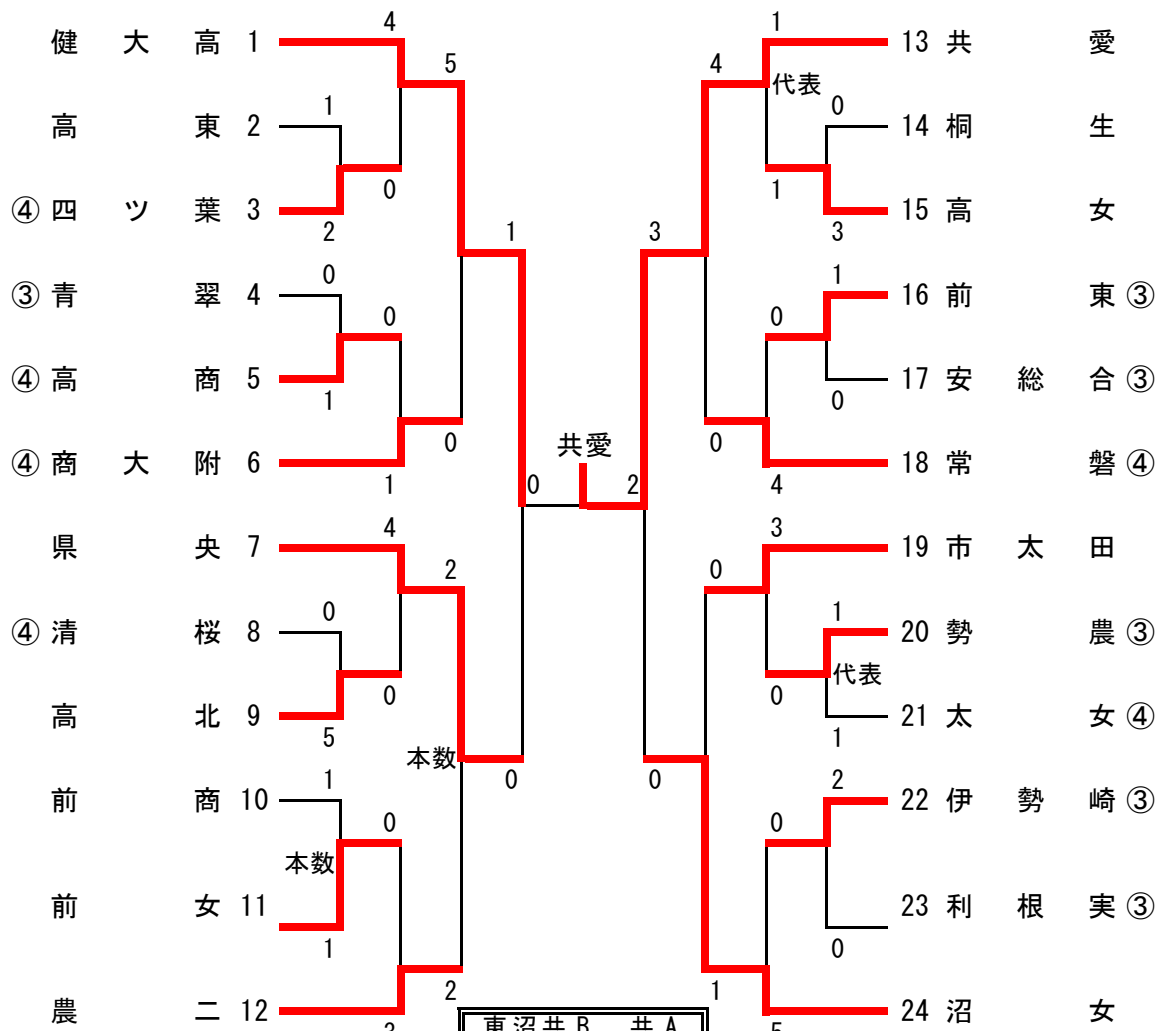 健大高 1
高東 2
④ 四ツ葉 3
③ 青翠 4
④ 高商 5
④ 商大附 6
県央 7
④ 清桜 8
高北 9
前商 10
前女 11
農二 12
4
1
2
0
0
1
0
1
4
0
5
0
1
0
本数
1
5
0
2
本数
2
1
0
0
共愛
2
3
0
4
0
0
1
1
代表
1
0
3
1
0
0
4
3
1
代表
0
1
2
0
0
13 共愛
14 桐生
15 高女
16 前東 ③
17 安総合 ③
18 常磐 ④
19 市太田
20 勢農 ③
21 太女 ④
22 伊勢崎 ③
23 利根実 ③
24 沼女